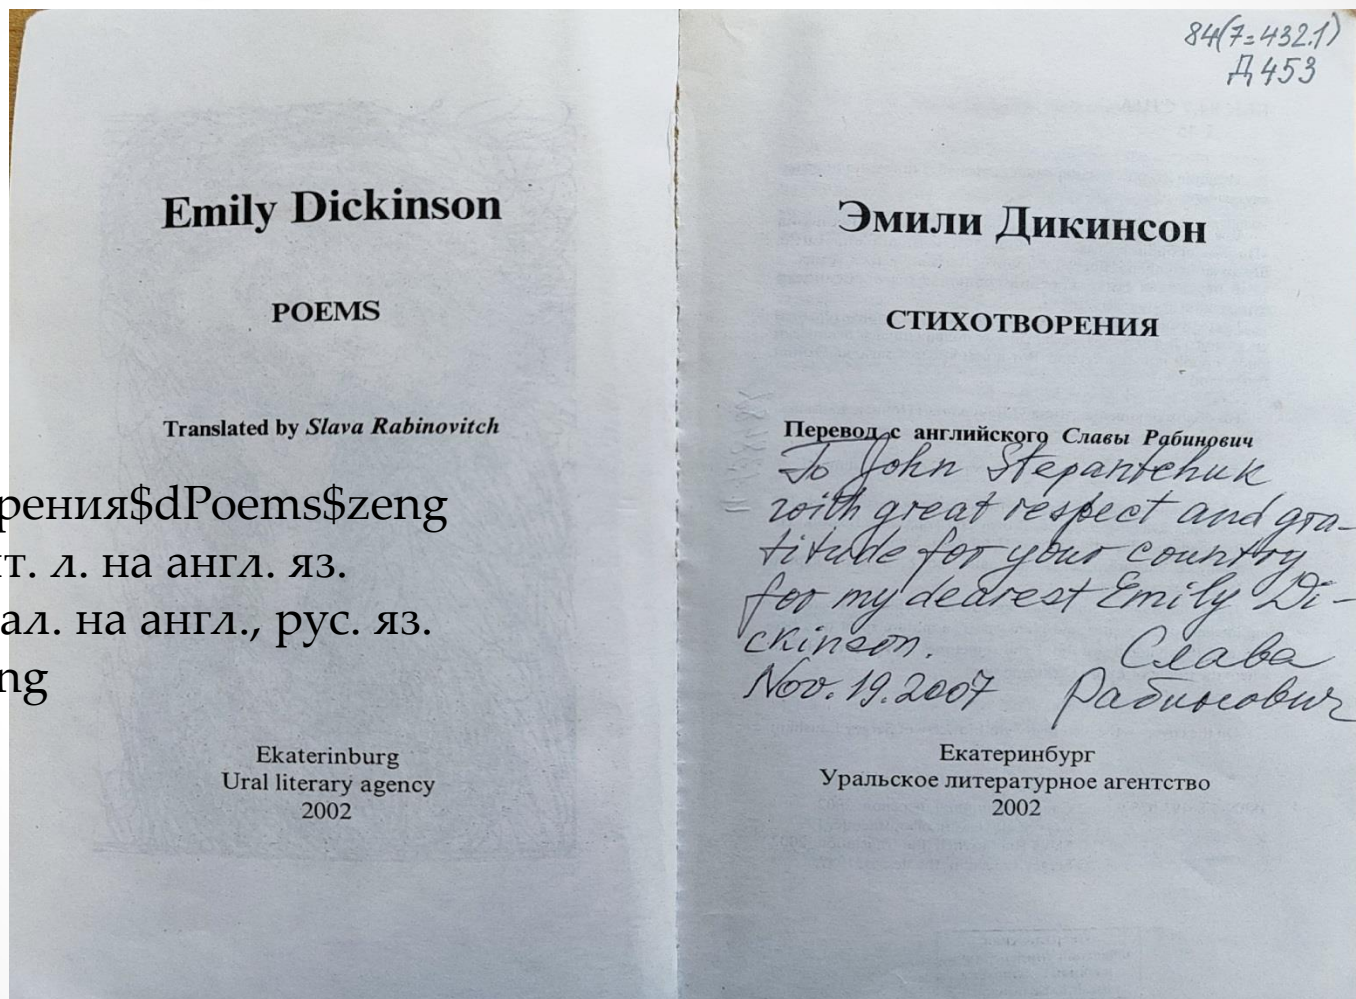 Emily Dickinson
POEMS
Translated by Slava Rabinovitch
рения$dPoems$zeng
т. л. на англ. яз.
ал. на англ., рус. яз.
ng
Ekaterinburg
Ural literary agency
2002
84(7=432.1)
Д 453
Эмили Дикинсон
СТИХОТВОРЕНИЯ
Перевод с английского Славы Рабинович
To John Stepantchuk
with great respect and gra-
titude for your country
for my dearest Emily Di-
ckinson.
Слава
Nov. 19. 2007
Рабинович
Екатеринбург
Уральское литературное агентство
2002